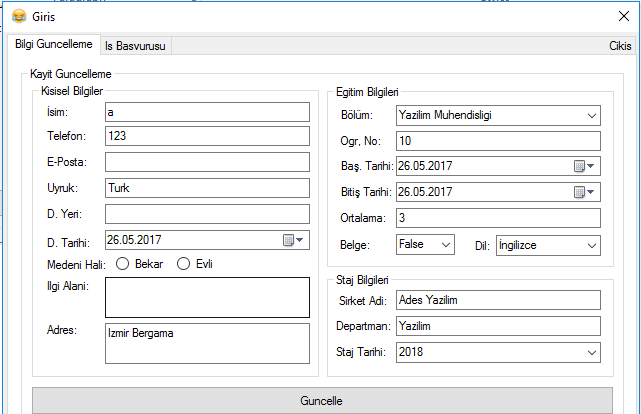 Giris
Bilgi Guncelleme
Is Basvurusu
Cikis
Kayit Guncelleme
Kisisel Bilgiler
İsim: a
Telefon: 123
E-Posta:
Uyruk: Turk
D. Yeri:
D. Tarihi: 26.05.2017
Medeni Hali: Bekar Evli
Ilgi Alani:
Adres: Izmir Bergama
Egitim Bilgileri
Bölüm: Yazilim Muhendisligi
Ogr, No: 10
Baş. Tarihi: 26.05.2017
Bitiş Tarihi: 26.05.2017
Ortalama: 3
Belge: False Dil: İngilizce
Staj Bilgileri
Sirket Adi: Ades Yazilim
Departman: Yazilim
Staj Tarihi: 2018
Guncelle